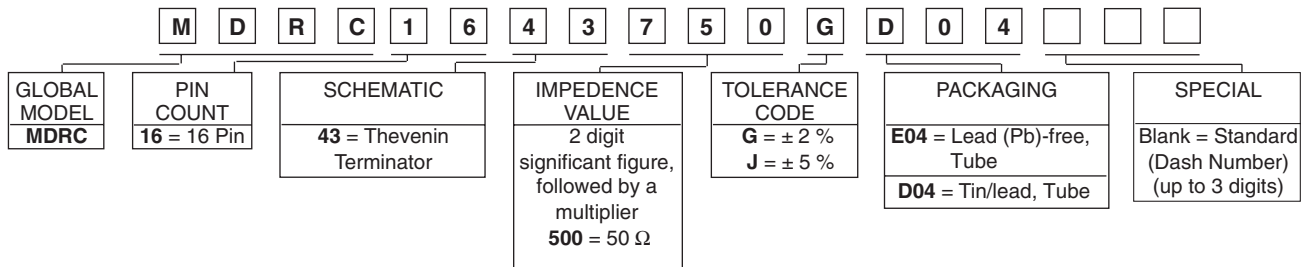 M D R C 1 6 4 3 7 5 0 G D 0 4
GLOBAL
MODEL
MDRC
PIN
COUNT
16 = 16 Pin
SCHEMATIC
43 = Thevenin
Terminator
IMPEDENCE
VALUE
2 digit
significant figure,
followed by a
multiplier
500 = 50 Ω
TOLERANCE
CODE
G = ± 2 %
J = ± 5 %
PACKAGING
E04 = Lead (Pb)-free,
Tube
D04 = Tin/lead, Tube
SPECIAL
Blank = Standard
(Dash Number)
(up to 3 digits)